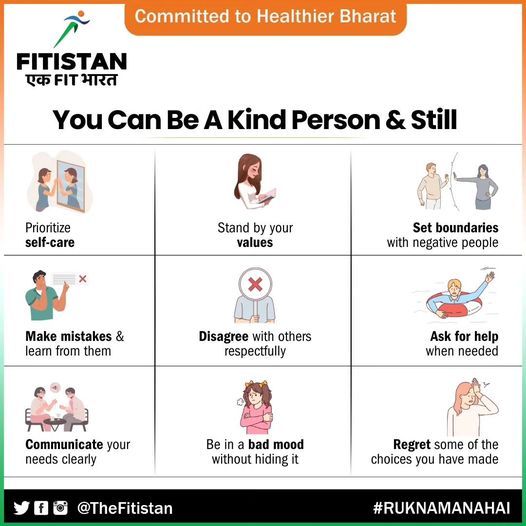 Committed to Healthier Bharat
FITISTAN
एक FIT भारत
You Can Be A Kind Person & Still
Prioritize
self-care
Stand by your
values
Set boundaries
with negative people
Make mistakes &
learn from them
Disagree with others
respectfully
Ask for help
when needed
Communicate your
needs clearly
Be in a bad mood
without hiding it
Regret some of the
choices you have made
@TheFitistan
#RUKNAMANAHAI